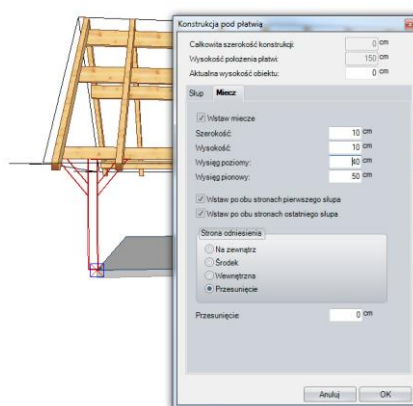 Konstrukcja pod płatwią
Całkowita szerokość konstrukcji: 0 cm
Wysokość położenia płatwi: 150 cm
Aktualna wysokość obiektu: 0 cm
Słup Miecz
Wstaw miecze
Szerokość: 10 cm
Wysokość: 10 cm
Wysięg poziomy: 40 cm
Wysięg pionowy: 50 cm
Wstaw po obu stronach pierwszego słupa
Wstaw po obu stronach ostatniego słupa
Strona odniesienia
Na zewnątrz
Środek
Wewnętrzna
Przesunięcie
Przesunięcie 0 cm
Anuluj OK